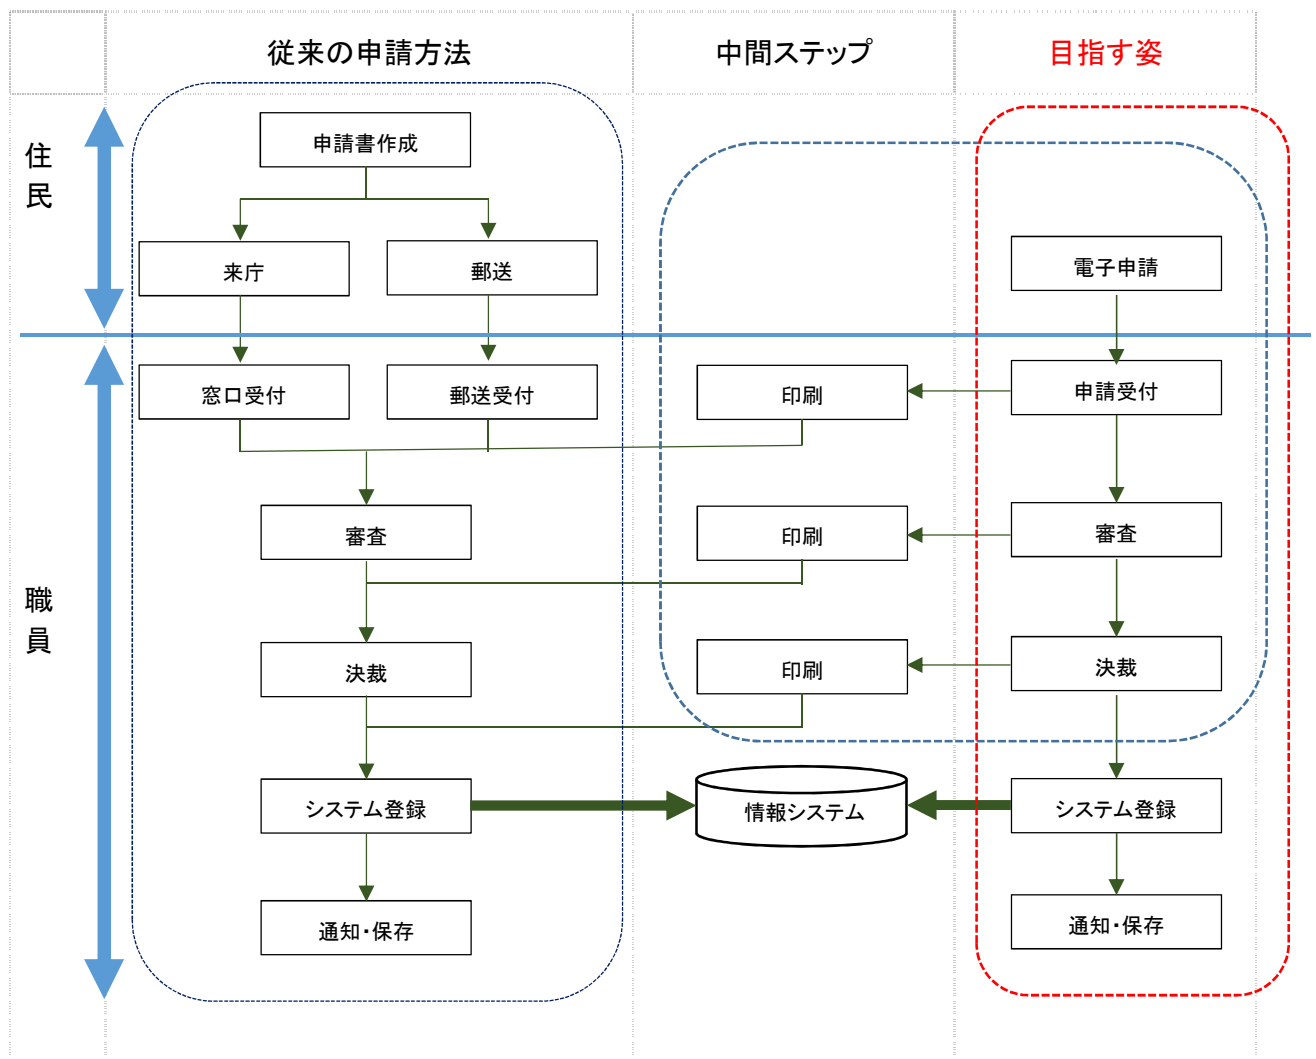 従来の申請方法
中間ステップ
目指す姿
住民
申請書作成
来庁
郵送
電子申請
職員
窓口受付
郵送受付
印刷
申請受付
審査
印刷
審査
決裁
印刷
決裁
システム登録
情報システム
システム登録
通知・保存
通知・保存